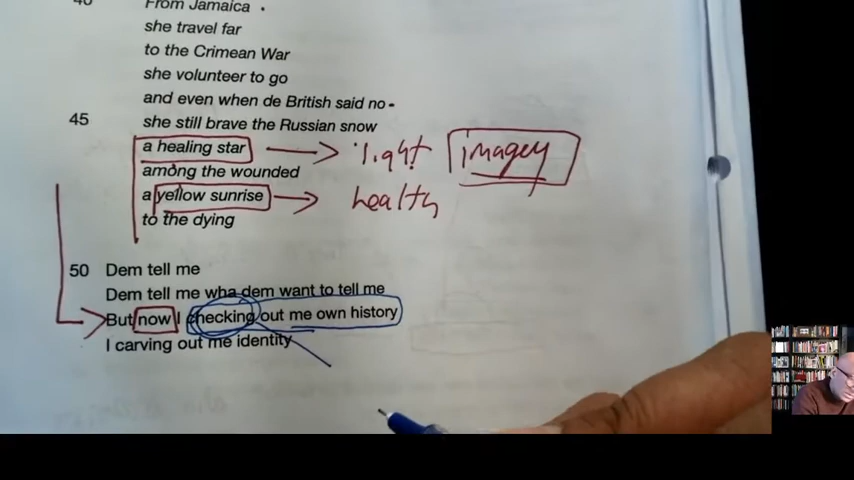 40 From Jamaica
she travel far
to the Crimean War
she volunteer to go
and even when de British said no
45 she still brave the Russian snow
a healing star light imagey
among the wounded
a yellow sunrise health
to the dying
50 Dem tell me
Dem tell me wha dem want to tell me
But now I checking out me own history
I carving out me identity